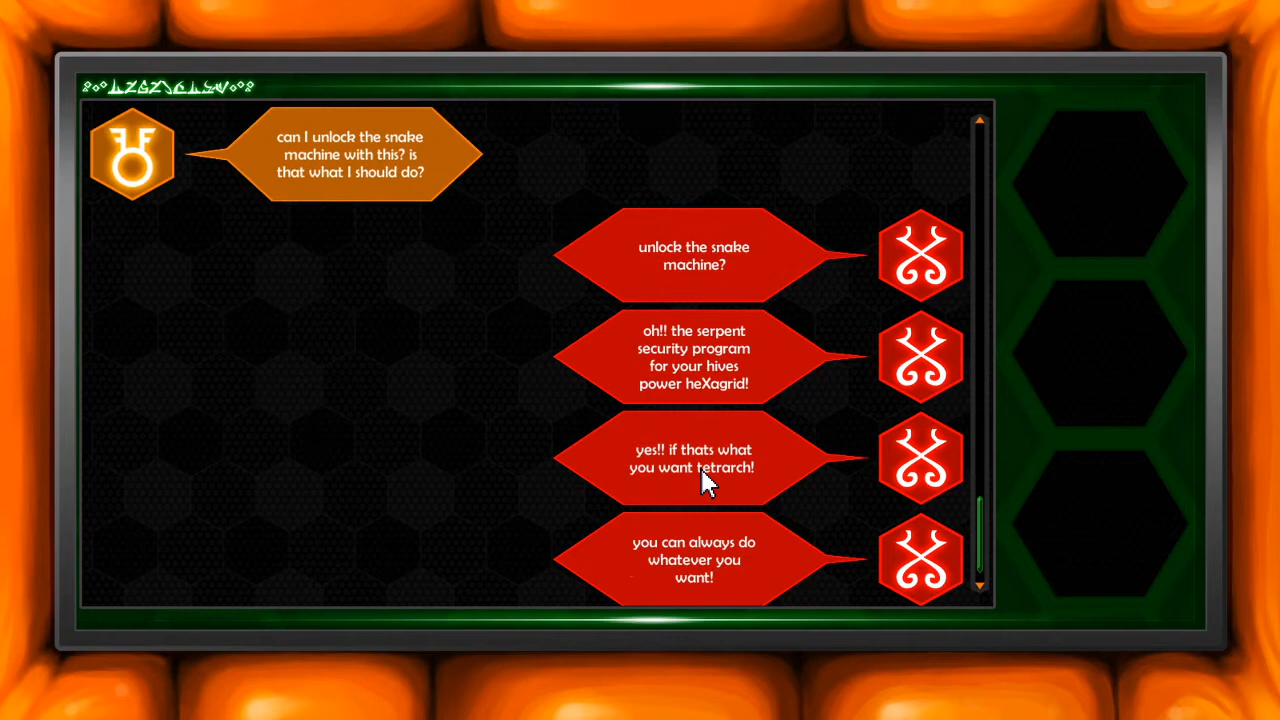 can I unlock the snake
machine with this? is
that what I should do?
unlock the snake
machine?
oh!! the serpent
security program
for your hives
power heXagrid!
yes!! if thats what
you want tetrarch!
you can always do
whatever you
want!